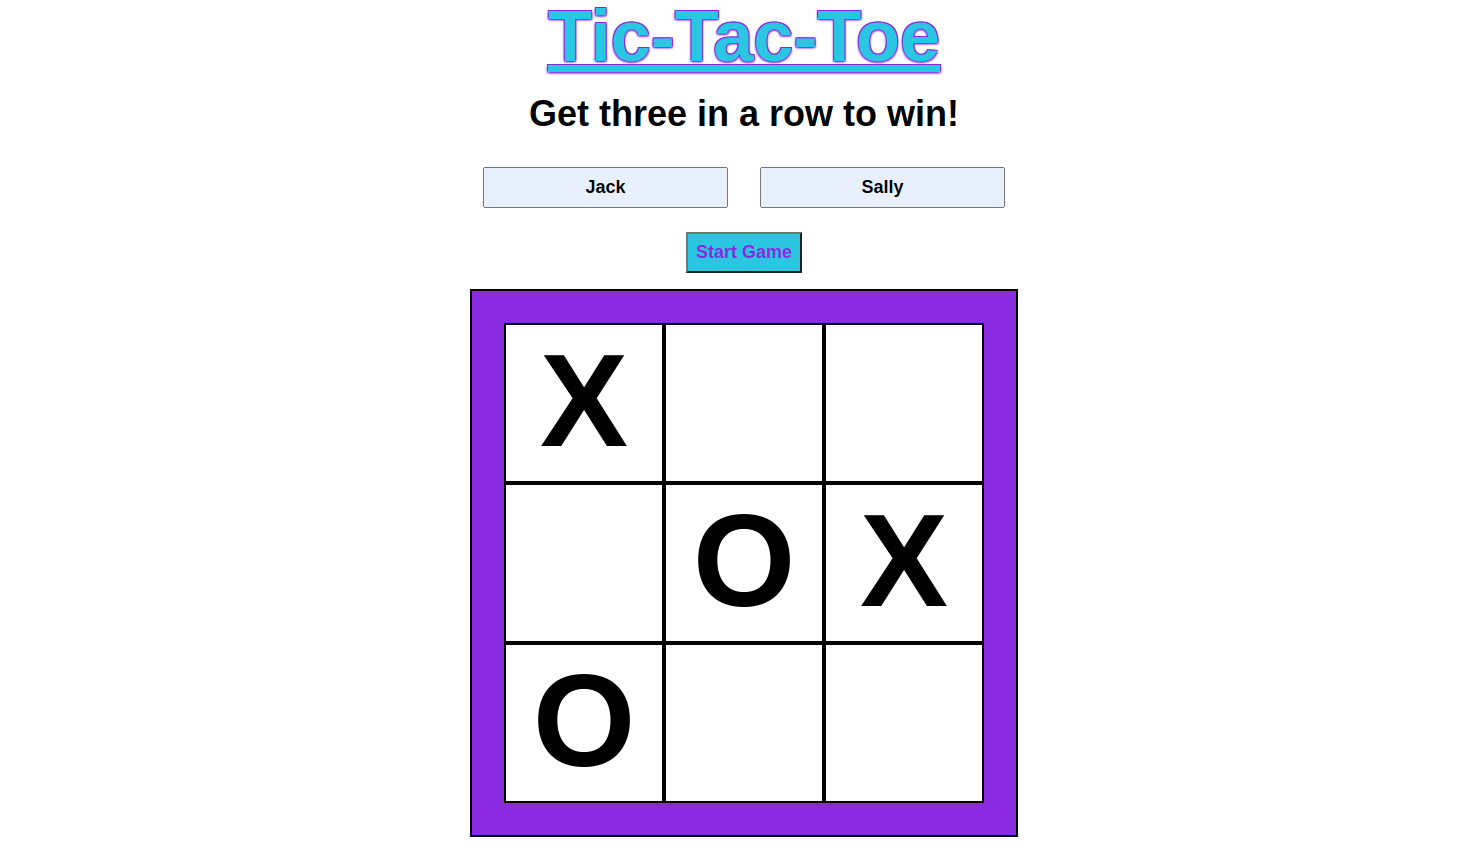 Tic-Tac-Toe
Get three in a row to win!
Jack Sally
Start Game
X
O X
O